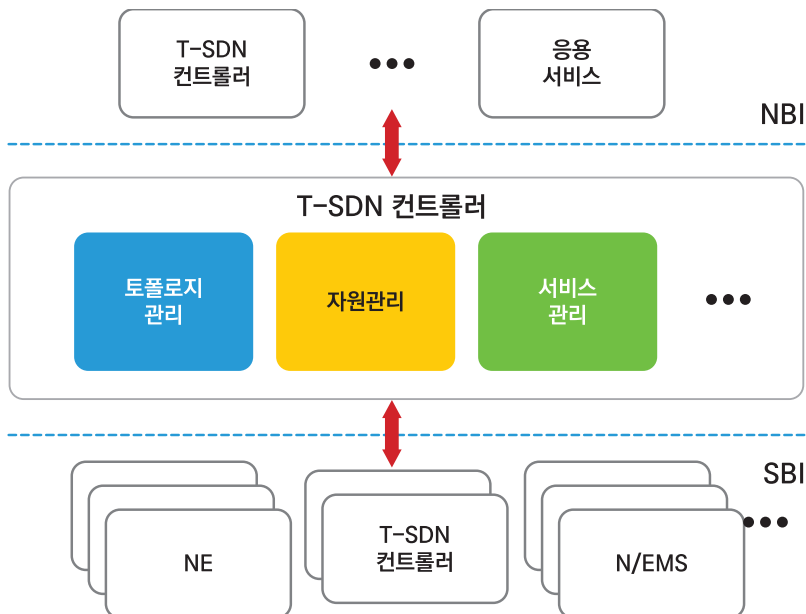 T-SDN
컨트롤러
•••
응용
서비스
NBI
T-SDN 컨트롤러
토폴로지
관리
자원관리
서비스
관리
•••
SBI
NE
T-SDN
컨트롤러
N/EMS
•••